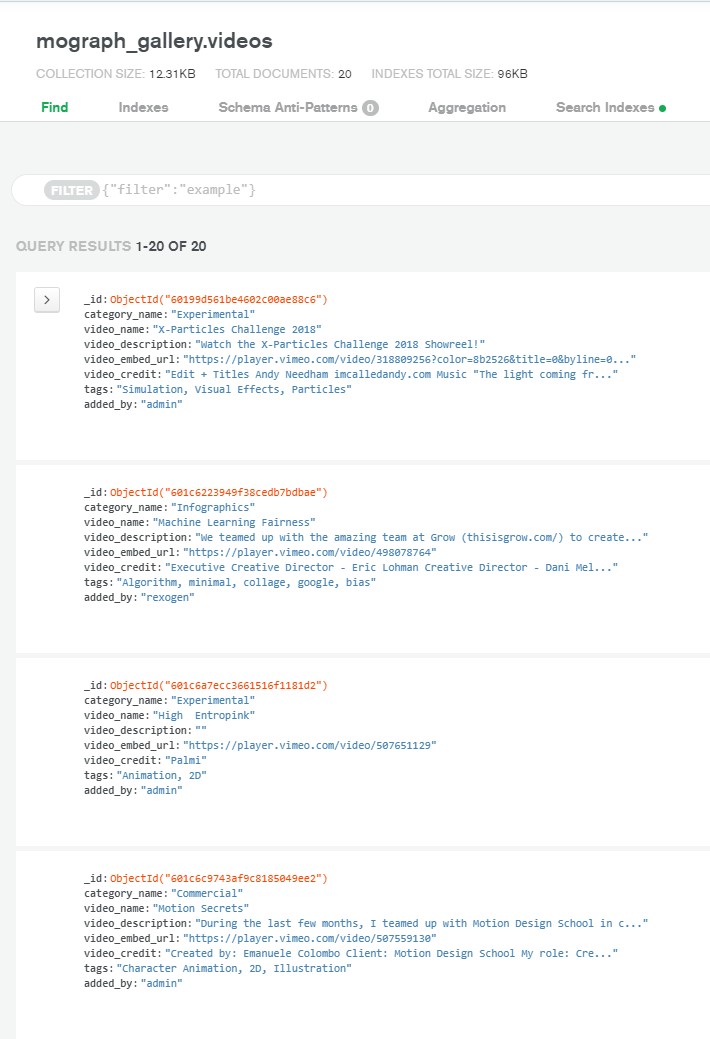 mograph_gallery.videos
COLLECTION SIZE: 12.31KB TOTAL DOCUMENTS: 20 INDEXES TOTAL SIZE: 96KB
Find Indexes Schema Anti-Patterns 0 Aggregation Search Indexes
FILTER {"filter":"example"}
QUERY RESULTS 1-20 OF 20
_id: ObjectId("60199d561be4602c00ae88c6")
category_name: "Experimental"
video_name: "X-Particles Challenge 2018"
video_description: "Watch the X-Particles Challenge 2018 Showreel!"
video_embed_url: "https://player.vimeo.com/video/318809256?color=8b2526&title=0&byline=0..."
video_credit: "Edit + Titles Andy Needham imcalledandy.com Music "The light coming fr..."
tags: "Simulation, Visual Effects, Particles"
added_by: "admin"
_id: ObjectId("601c6223949f38cedb7bdbae")
category_name: "Infographics"
video_name: "Machine Learning Fairness"
video_description: "We teamed up with the amazing team at Grow (thisisgrow.com/) to create..."
video_embed_url: "https://player.vimeo.com/video/498078764"
video_credit: "Executive Creative Director - Eric Lohman Creative Director - Dani Mel..."
tags: "Algorithm, minimal, collage, google, bias"
added_by: "rexogen"
_id: ObjectId("601c6a7ecc3661516f1181d2")
category_name: "Experimental"
video_name: "High  Entropink"
video_description: ""
video_embed_url: "https://player.vimeo.com/video/507651129"
video_credit: "Palmi"
tags: "Animation, 2D"
added_by: "admin"
_id: ObjectId("601c6c9743af9c8185049ee2")
category_name: "Commercial"
video_name: "Motion Secrets"
video_description: "During the last few months, I teamed up with Motion Design School in c..."
video_embed_url: "https://player.vimeo.com/video/507559130"
video_credit: "Created by: Emanuele Colombo Client: Motion Design School My role: Cre..."
tags: "Character Animation, 2D, Illustration"
added_by: "admin"